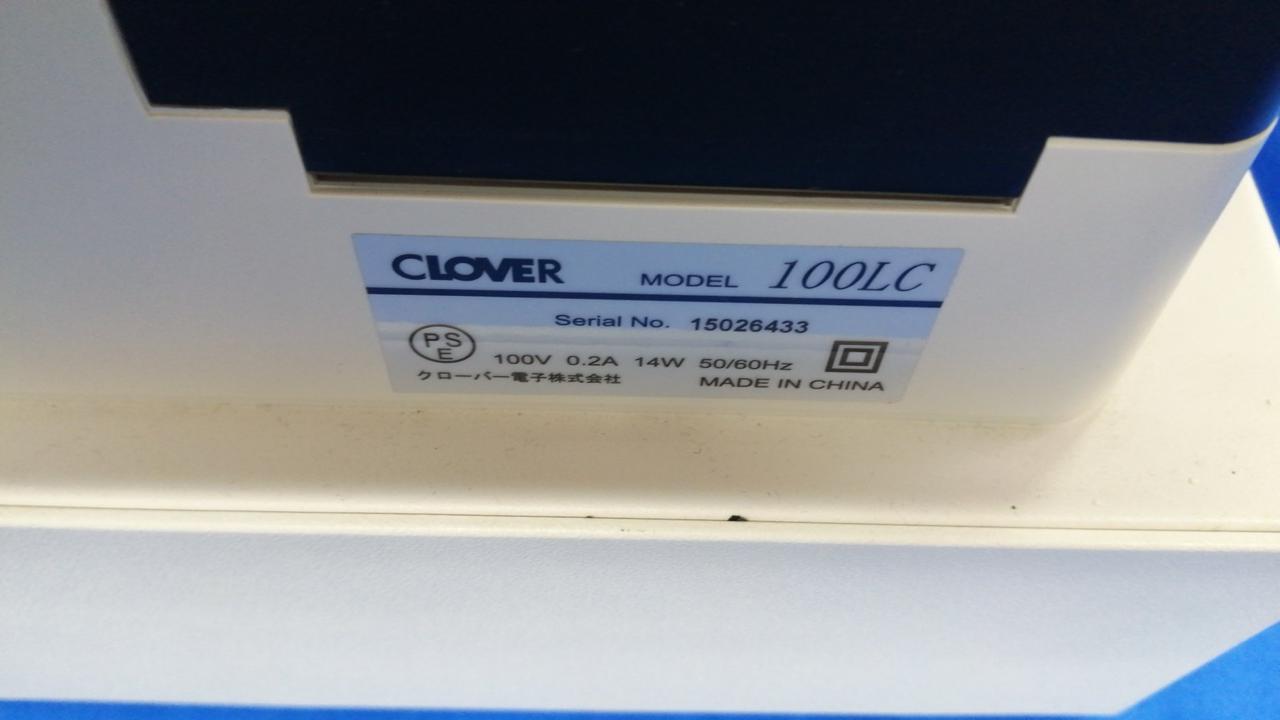 CLOVER MODEL 100LC
Serial No. 15026433
PS
E
100V 0.2A 14W 50/60Hz
クローバー電子株式会社 MADE IN CHINA